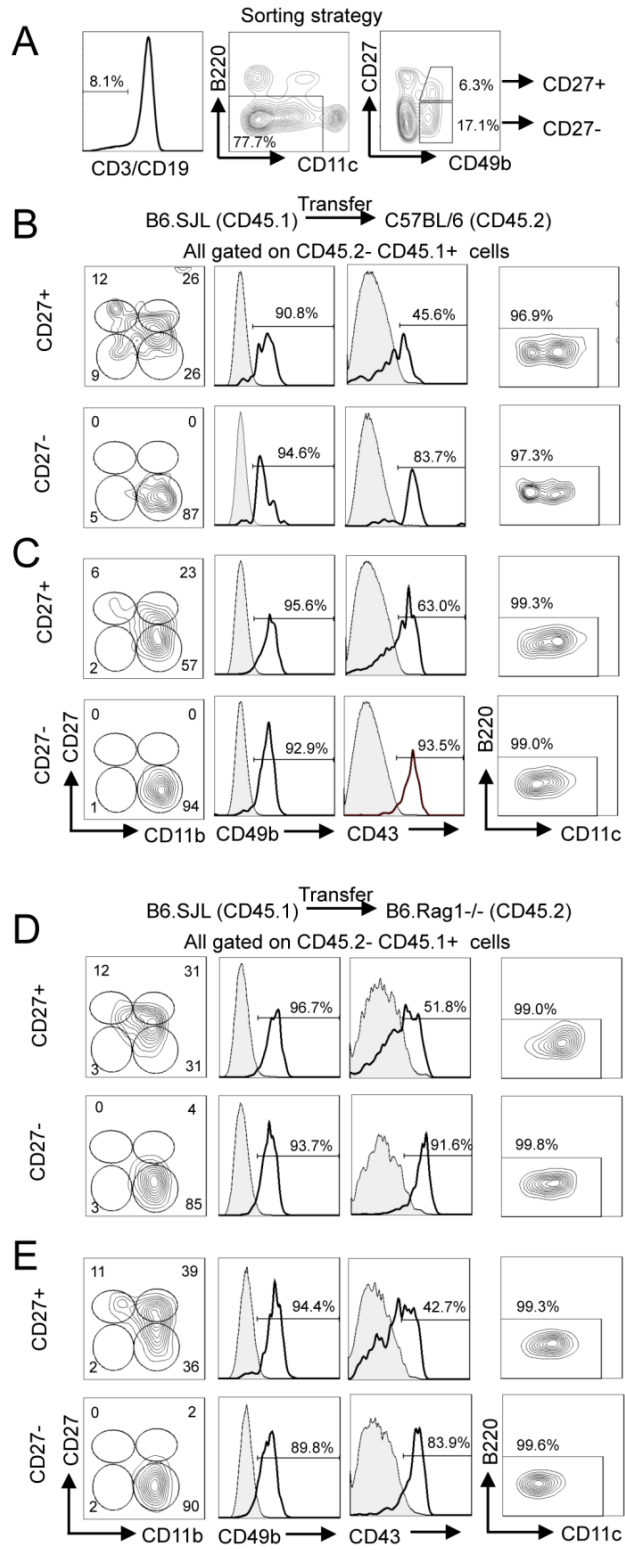 Sorting strategy
A
8.1%
CD3/CD19
B220
77.7%
CD11c
CD27
6.3%
17.1%
CD49b
CD27+
CD27-
Transfer
B6.SJL (CD45.1) C57BL/6 (CD45.2)
B
All gated on CD45.2- CD45.1+ cells
CD27+
12 26
9 26
90.8%
45.6%
96.9%
CD27-
0 0
5 87
94.6%
83.7%
97.3%
C
CD27+
6 23
2 57
95.6%
63.0%
99.3%
CD27-
0 0
1 94
92.9%
93.5%
99.0%
CD27
CD11b
CD49b
CD43
B220
CD11c
Transfer
B6.SJL (CD45.1) B6.Rag1-/- (CD45.2)
D
All gated on CD45.2- CD45.1+ cells
CD27+
12 31
3 31
96.7%
51.8%
99.0%
CD27-
0 4
3 85
93.7%
91.6%
99.8%
E
CD27+
11 39
2 36
94.4%
42.7%
99.3%
CD27-
0 2
2 90
89.8%
83.9%
99.6%
CD27
CD11b
CD49b
CD43
B220
CD11c